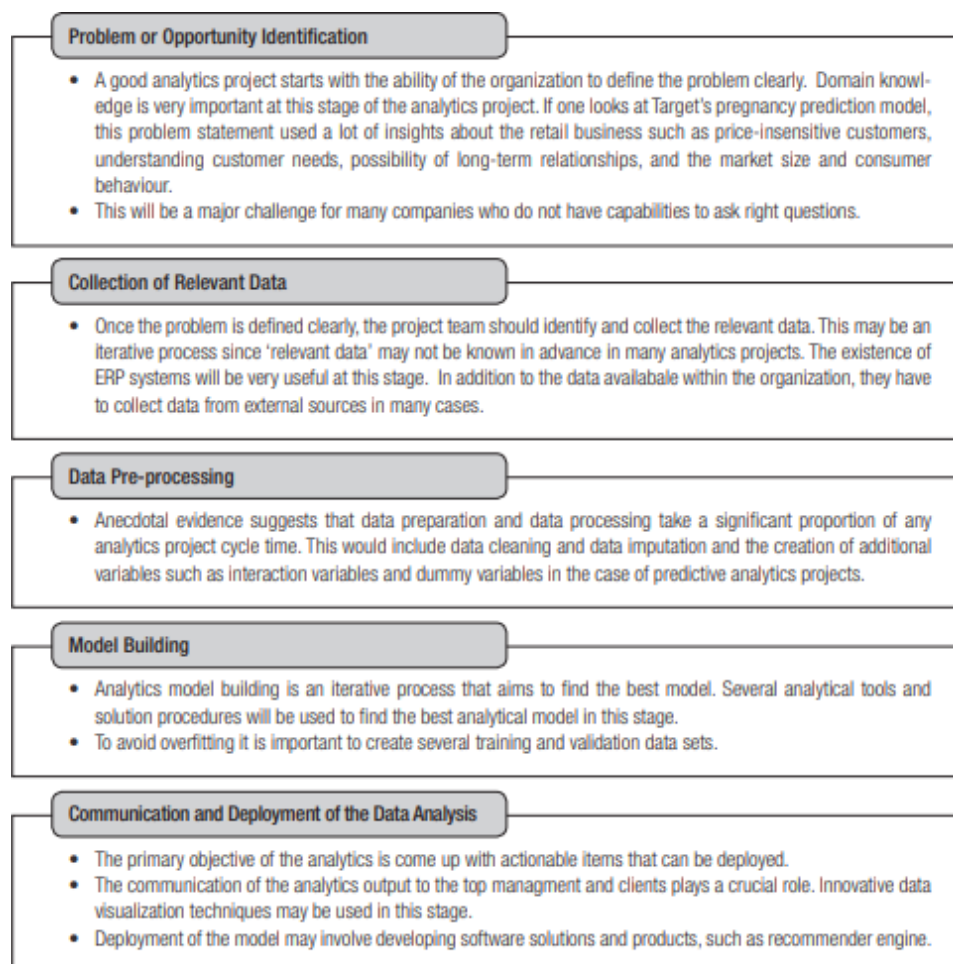 Problem or Opportunity Identification
• A good analytics project starts with the ability of the organization to define the problem clearly. Domain knowl-
edge is very important at this stage of the analytics project. If one looks at Target's pregnancy prediction model,
this problem statement used a lot of insights about the retail business such as price-insensitive customers,
understanding customer needs, possibility of long-term relationships, and the market size and consumer
behaviour.
• This will be a major challenge for many companies who do not have capabilities to ask right questions.
Collection of Relevant Data
• Once the problem is defined clearly, the project team should identify and collect the relevant data. This may be an
iterative process since 'relevant data' may not be known in advance in many analytics projects. The existence of
ERP systems will be very useful at this stage. In addition to the data availabale within the organization, they have
to collect data from external sources in many cases.
Data Pre-processing
• Anecdotal evidence suggests that data preparation and data processing take a significant proportion of any
analytics project cycle time. This would include data cleaning and data imputation and the creation of additional
variables such as interaction variables and dummy variables in the case of predictive analytics projects.
Model Building
• Analytics model building is an iterative process that aims to find the best model. Several analytical tools and
solution procedures will be used to find the best analytical model in this stage.
• To avoid overfitting it is important to create several training and validation data sets.
Communication and Deployment of the Data Analysis
• The primary objective of the analytics is come up with actionable items that can be deployed.
• The communication of the analytics output to the top managment and clients plays a crucial role. Innovative data
visualization techniques may be used in this stage.
• Deployment of the model may involve developing software solutions and products, such as recommender engine.